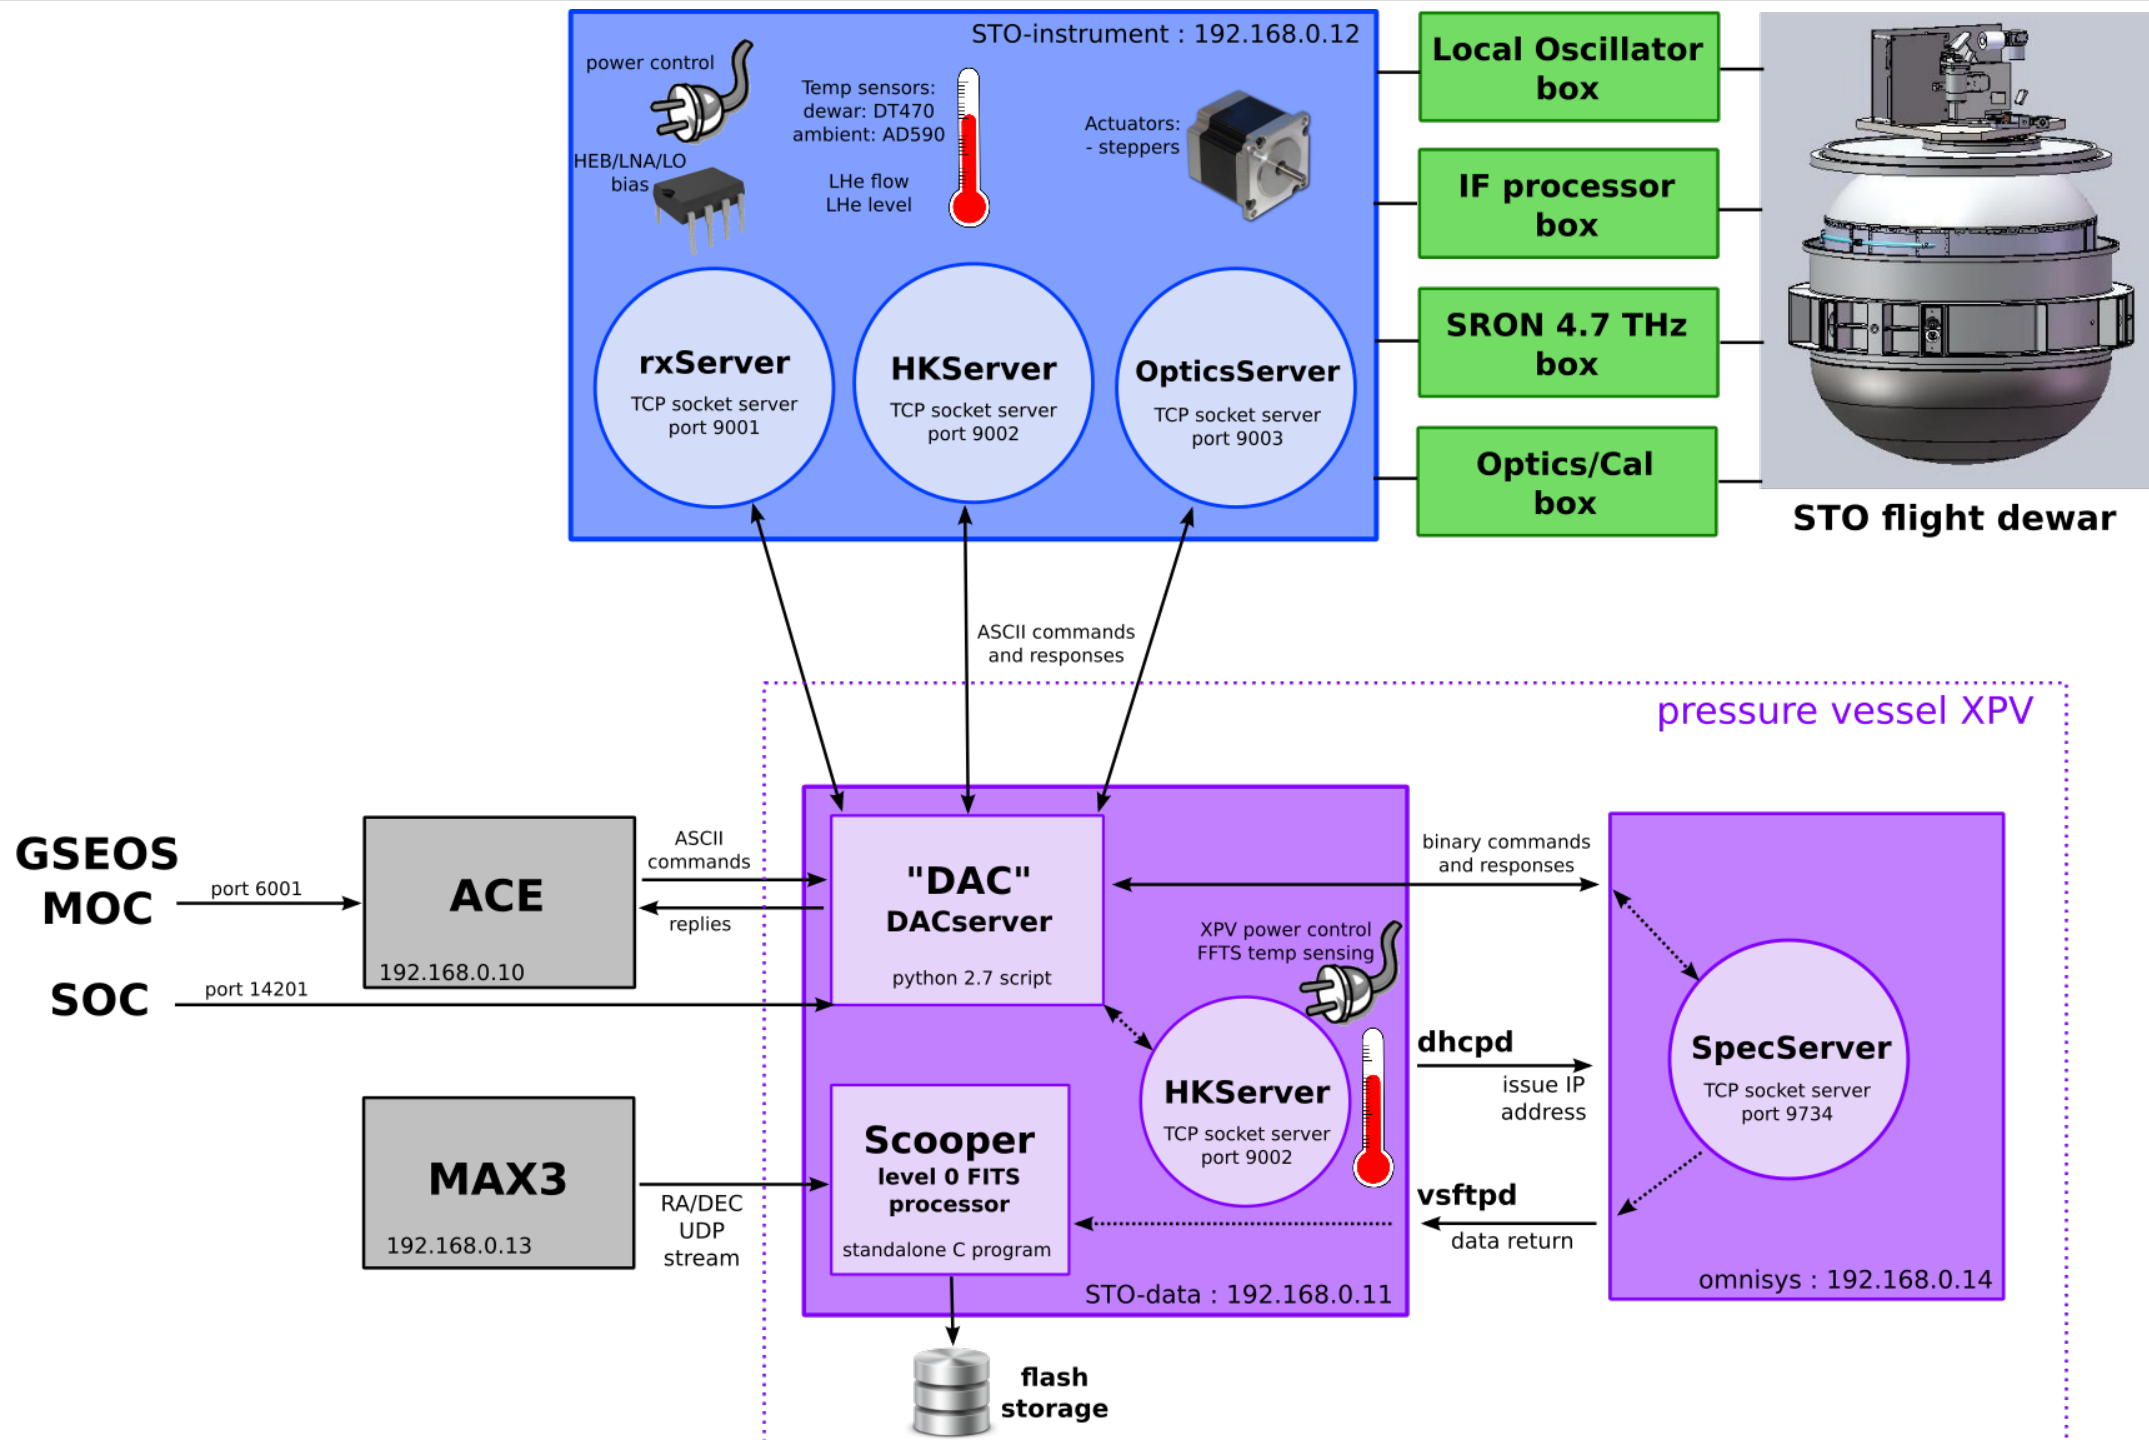 STO-instrument : 192.168.0.12
power control
Temp sensors:
dewar: DT470
ambient: AD590
LHe flow
LHe level
Actuators:
- steppers
HEB/LNA/LO
bias
rxServer
TCP socket server
port 9001
HKServer
TCP socket server
port 9002
OpticsServer
TCP socket server
port 9003
Local Oscillator
box
IF processor
box
SRON 4.7 THz
box
Optics/Cal
box
STO flight dewar
ASCII commands
and responses
pressure vessel XPV
GSEOS
MOC
port 6001
ACE
192.168.0.10
ASCII
commands
replies
SOC
port 14201
"DAC"
DACserver
python 2.7 script
binary commands
and responses
XPV power control
FFTS temp sensing
HKServer
TCP socket server
port 9002
dhcpd
issue IP
address
SpecServer
TCP socket server
port 9734
vsftpd
data return
omnisys : 192.168.0.14
MAX3
192.168.0.13
RA/DEC
UDP
stream
Scooper
level 0 FITS
processor
standalone C program
STO-data : 192.168.0.11
flash
storage